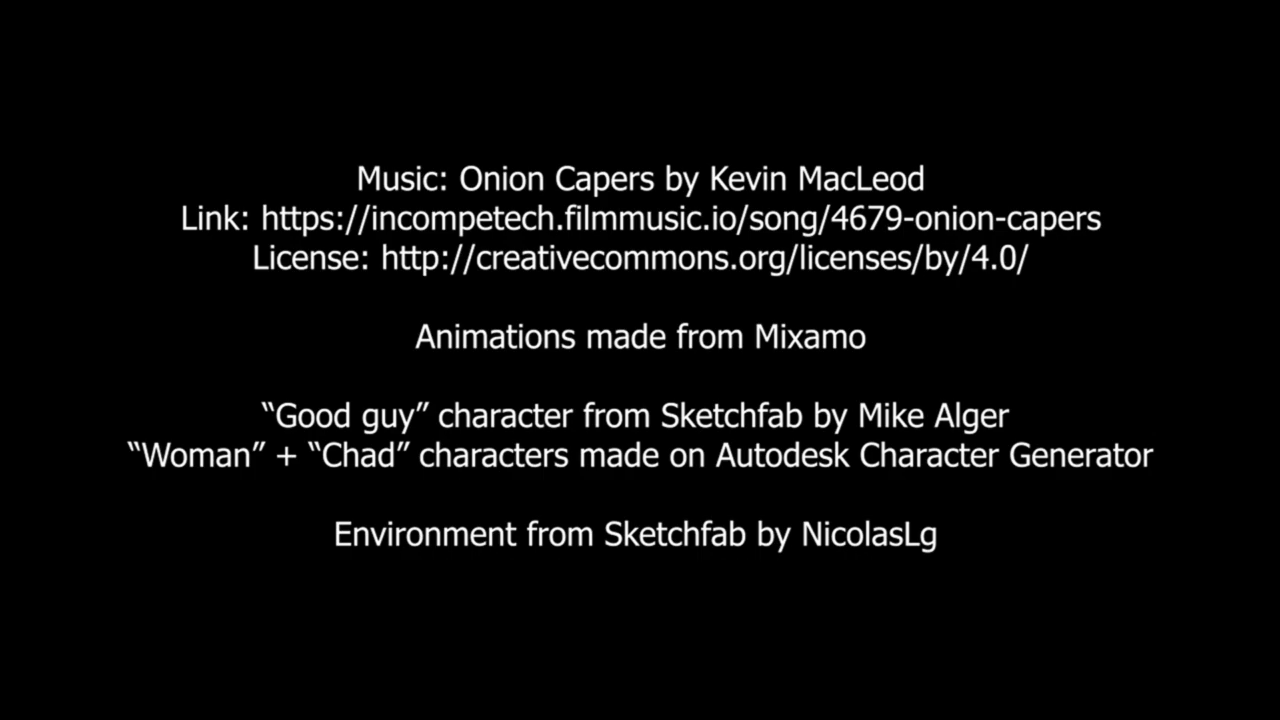 Music: Onion Capers by Kevin MacLeod
Link: https://incompetech.filmmusic.io/song/4679-onion-capers
License: http://creativecommons.org/licenses/by/4.0/
Animations made from Mixamo
“Good guy” character from Sketchfab by Mike Alger
“Woman” + “Chad” characters made on Autodesk Character Generator
Environment from Sketchfab by NicolasLg